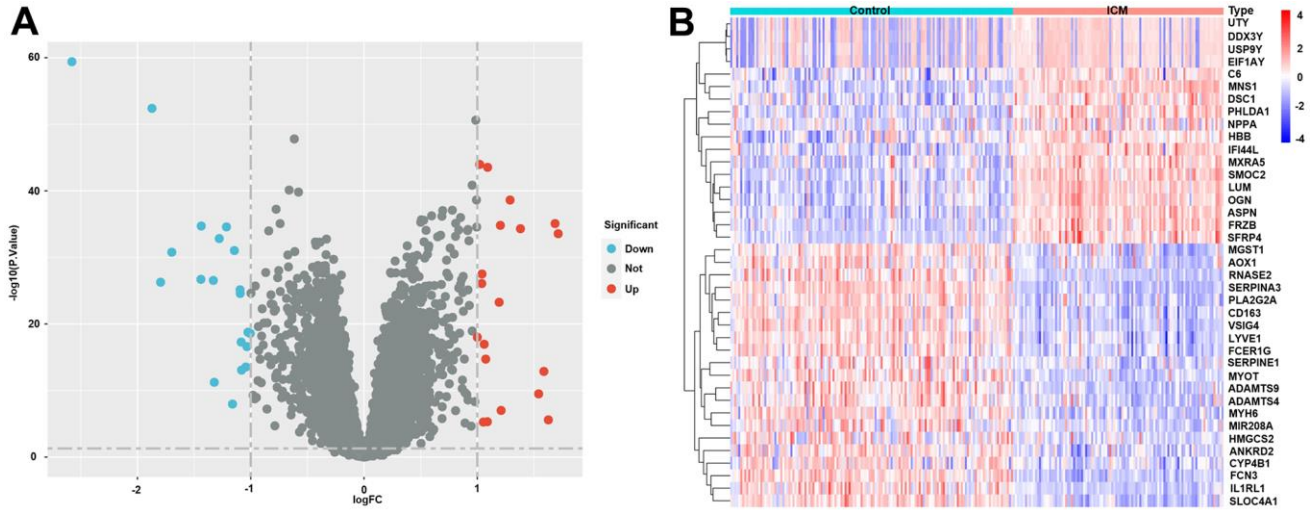 A
60
40
20
0
-log10(P.Value)
-2
-1
0
1
logFC
Significant
Down
Not
Up
B
Control
ICM
Type
UTY
DDX3Y
USP9Y
EIF1AY
C6
MNS1
DSC1
PHLDA1
NPPA
HBB
IFI44L
MXRA5
SMOC2
LUM
OGN
ASPN
FRZB
SFRP4
MGST1
AOX1
RNASE2
SERPINA3
PLA2G2A
CD163
VSIG4
LYVE1
FCER1G
SERPINE1
MYOT
ADAMTS9
ADAMTS4
MYH6
MIR208A
HMGCS2
ANKRD2
CYP4B1
FCN3
IL1RL1
SLOC4A1
4
2
0
-2
-4